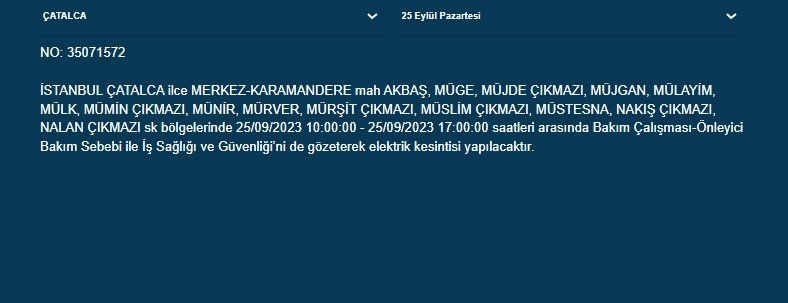 ÇATALCA 25 Eylül Pazartesi
NO: 35071572
İSTANBUL ÇATALCA ilce MERKEZ-KARAMANDERE mah AKBAŞ, MÜGE, MÜJDE ÇIKMAZI, MÜJGAN, MÜLAYİM,
MÜLK, MÜMİN ÇIKMAZI, MÜNİR, MÜRVER, MÜRŞİT ÇIKMAZI, MÜSLİM ÇIKMAZI, MÜSTESNA, NAKIŞ ÇIKMAZI,
NALAN ÇIKMAZI sk bölgelerinde 25/09/2023 10:00:00 - 25/09/2023 17:00:00 saatleri arasında Bakım Çalışması-Önleyici
Bakım Sebebi ile İş Sağlığı ve Güvenliği’ni de gözeterek elektrik kesintisi yapılacaktır.